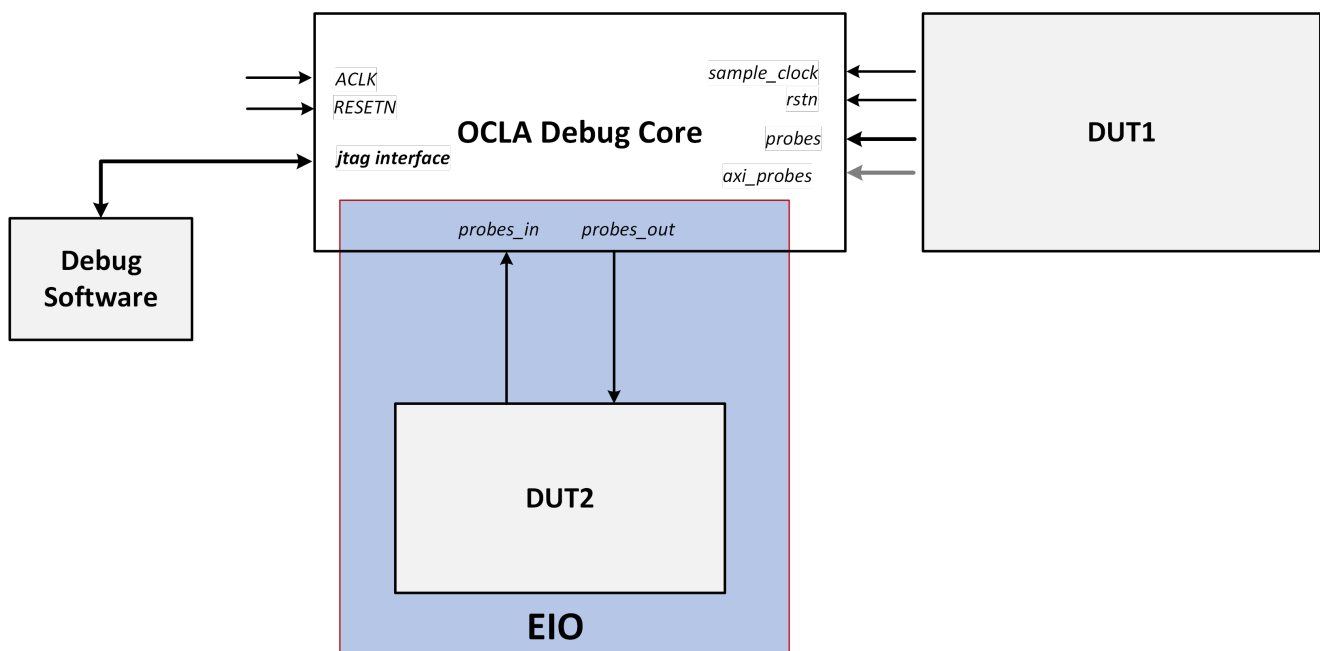 ACLK
RESETN
jtag interface
OCLA Debug Core
sample_clock
rstn
probes
axi_probes
DUT1
probes_in
probes_out
Debug
Software
DUT2
EIO